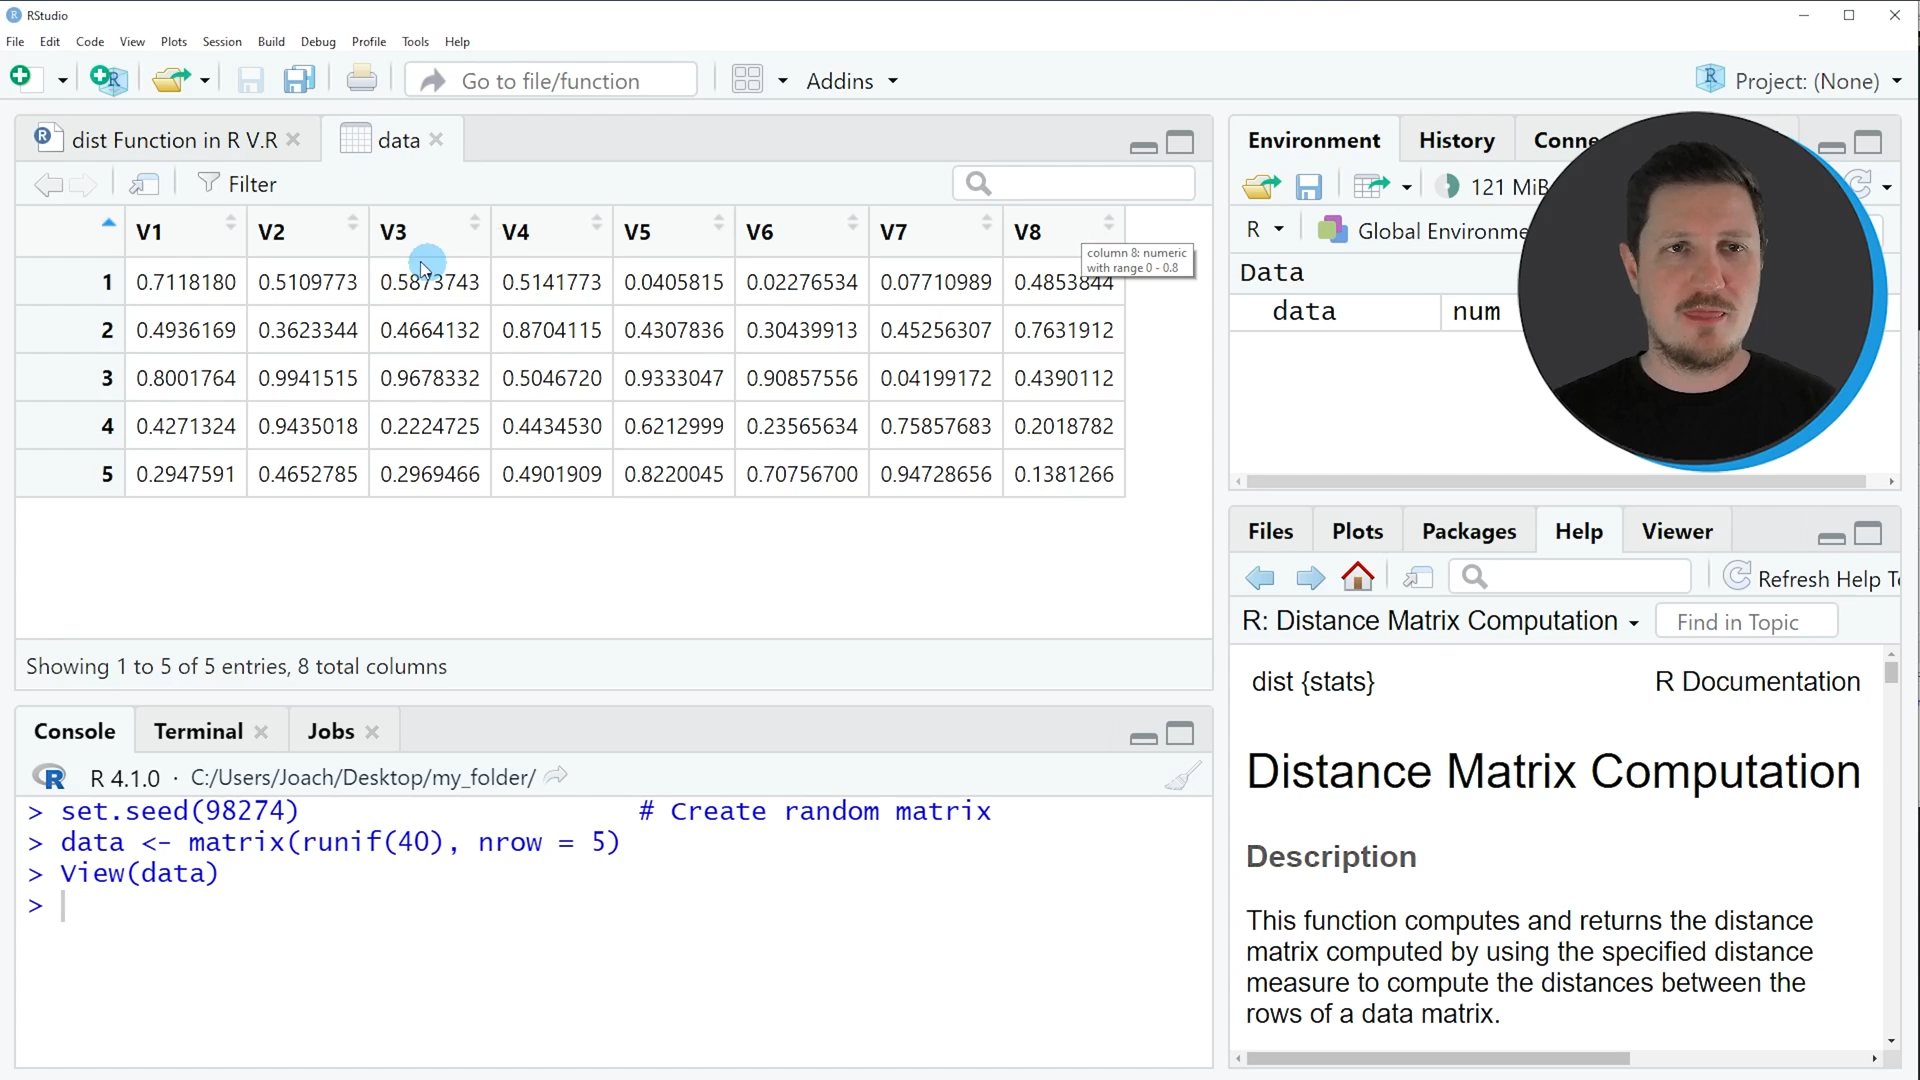 RStudio
File Edit Code View Plots Session Build Debug Profile Tools Help
Go to file/function Addins Project: (None)
dist Function in R V.R data
Filter
V1 V2 V3 V4 V5 V6 V7 V8
1 0.7118180 0.5109773 0.5873743 0.5141773 0.0405815 0.02276534 0.07710989 0.4853844
2 0.4936169 0.3623344 0.4664132 0.8704115 0.4307836 0.30439913 0.45256307 0.7631912
3 0.8001764 0.9941515 0.9678332 0.5046720 0.9333047 0.90857556 0.04199172 0.4390112
4 0.4271324 0.9435018 0.2224725 0.4434530 0.6212999 0.23565634 0.75857683 0.2018782
5 0.2947591 0.4652785 0.2969466 0.4901909 0.8220045 0.70756700 0.94728656 0.1381266
column 8: numeric
with range 0 - 0.8
Showing 1 to 5 of 5 entries, 8 total columns
Console Terminal Jobs
R 4.1.0 · C:/Users/Joach/Desktop/my_folder/
> set.seed(98274) # Create random matrix
> data <- matrix(runif(40), nrow = 5)
> View(data)
>
Environment History Conne
121 MiB
R Global Environme
Data
data num
Files Plots Packages Help Viewer
Refresh Help T
R: Distance Matrix Computation Find in Topic
dist {stats} R Documentation
Distance Matrix Computation
Description
This function computes and returns the distance
matrix computed by using the specified distance
measure to compute the distances between the
rows of a data matrix.